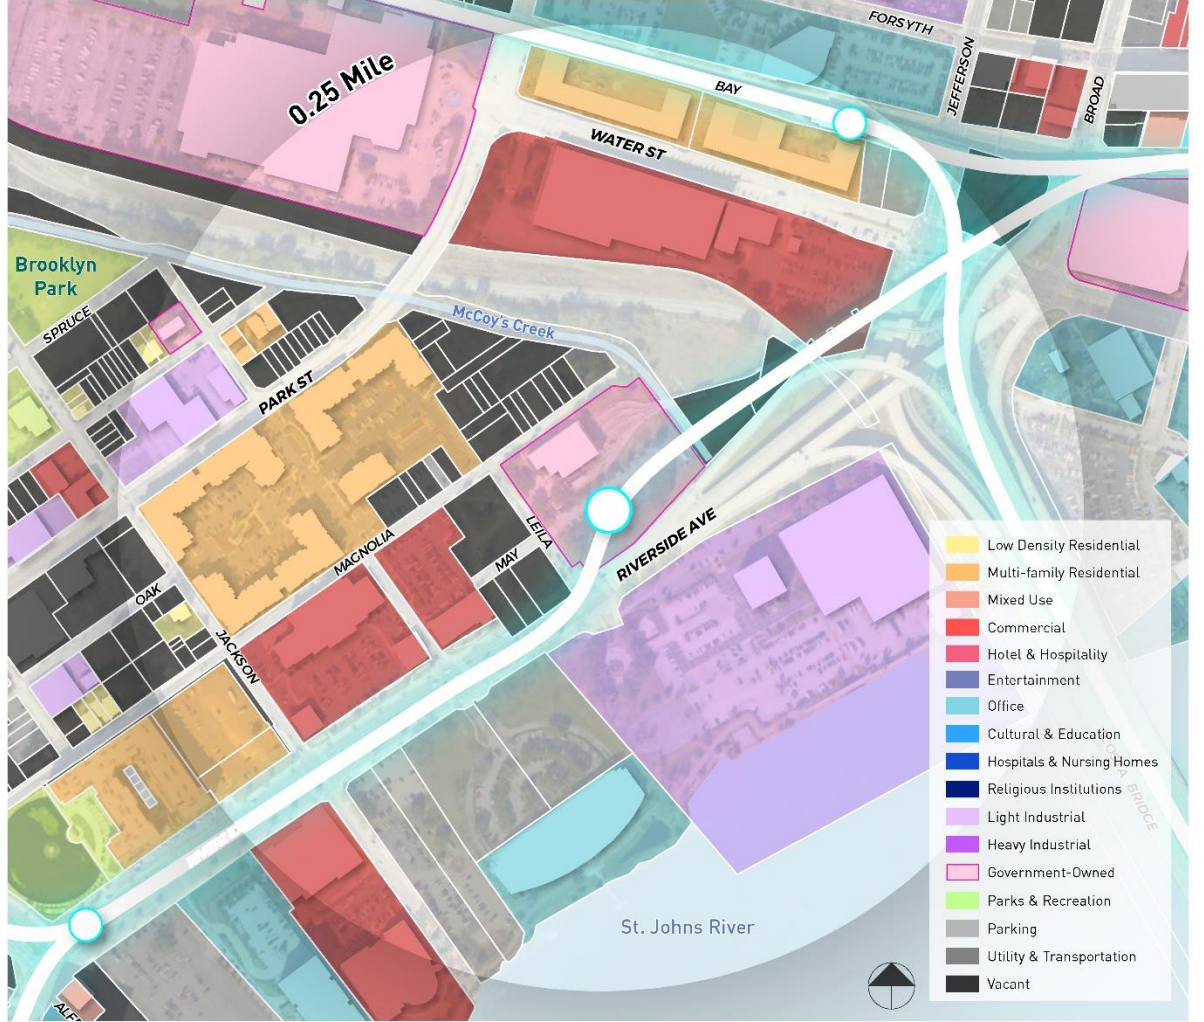 FORSYTH
JEFFERSON
BROAD
0.25 Mile
BAY
WATER ST
Brooklyn
Park
SPRUCE
McCoy's Creek
PARK ST
LEILA
RIVERSIDE AVE
MAGNOLIA
MAY
OAK
JACKSON
St. Johns River
BRIDGE
Low Density Residential
Multi-family Residential
Mixed Use
Commercial
Hotel & Hospitality
Entertainment
Office
Cultural & Education
Hospitals & Nursing Homes
Religious Institutions
Light Industrial
Heavy Industrial
Government-Owned
Parks & Recreation
Parking
Utility & Transportation
Vacant